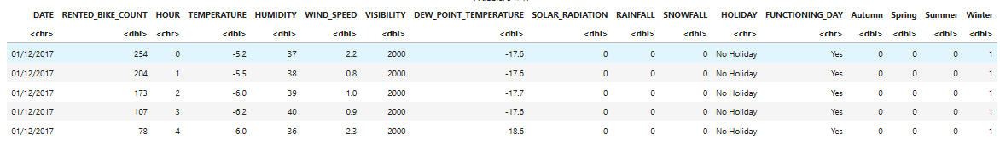 DATE RENTED_BIKE_COUNT HOUR TEMPERATURE HUMIDITY WIND_SPEED VISIBILITY DEW_POINT_TEMPERATURE SOLAR_RADIATION RAINFALL SNOWFALL HOLIDAY FUNCTIONING_DAY Autumn Spring Summer Winter
<chr> <dbl> <chr> <dbl> <dbl> <dbl> <dbl> <dbl> <dbl> <dbl> <dbl> <chr> <chr> <dbl> <dbl> <dbl> <dbl>
01/12/2017 254 0 -5.2 37 2.2 2000 -17.6 0 0 0 No Holiday Yes 0 0 0 1
01/12/2017 204 1 -5.5 38 0.8 2000 -17.6 0 0 0 No Holiday Yes 0 0 0 1
01/12/2017 173 2 -6.0 39 1.0 2000 -17.7 0 0 0 No Holiday Yes 0 0 0 1
01/12/2017 107 3 -6.2 40 0.9 2000 -17.6 0 0 0 No Holiday Yes 0 0 0 1
01/12/2017 78 4 -6.0 36 2.3 2000 -18.6 0 0 0 No Holiday Yes 0 0 0 1